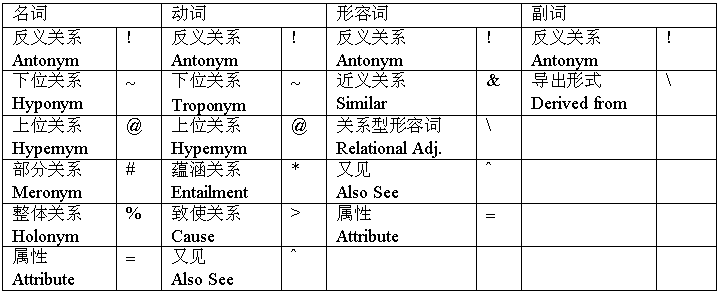 名词 动词 形容词 副词
反义关系 ! 反义关系 ! 反义关系 ! 反义关系 !
Antonym Antonym Antonym Antonym
下位关系 ~ 下位关系 ~ 近义关系 & 导出形式 \
Hyponym Troponym Similar Derived from
上位关系 @ 上位关系 @ 关系型形容词 \
Hypernym Hypernym Relational Adj.
部分关系 # 蕴涵关系 * 又见 ^
Meronym Entailment Also See
整体关系 % 致使关系 > 属性 =
Holonym Cause Attribute
属性 = 又见 ^
Attribute Also See